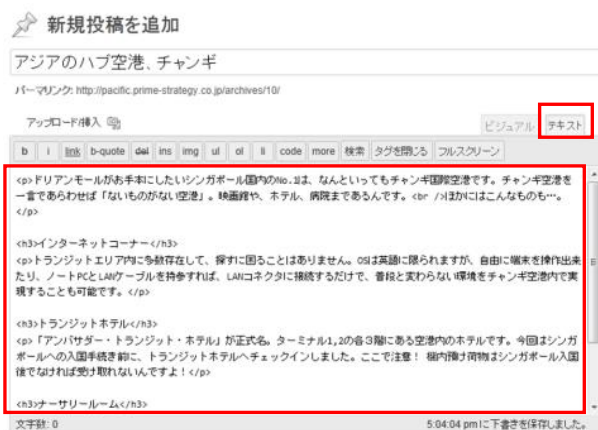 新規投稿を追加
アジアのハブ空港、チャンギ
パーマリンク: http://pacific.prime-strategy.co.jp/archives/10/
アップロード/挿入
ビジュアル テキスト
b i link b-quote del ins img ul ol li code more 検索 タグを閉じる フルスクリーン
<p>ドリアンモールがお手本にしたいシンガポール国内のNo.1は、なんといってもチャンギ国際空港です。チャンギ空港を
一言であらわせば「ないものがない空港」。映画館や、ホテル、病院まであるんです。<br />ほかにはこんなものも…。
</p>
<h3>インターネットコーナー</h3>
<p>トランジットエリア内に多数存在して、探すに困ることはありません。OSは英語に限られますが、自由に端末を操作出来
たり、ノートPCとLANケーブルを持参すれば、LANコネクタに接続するだけで、普段と変わらない環境をチャンギ空港内で実
現することも可能です。</p>
<h3>トランジットホテル</h3>
<p>「アンバサダー・トランジット・ホテル」が正式名。ターミナル1,2の各3階にある空港内のホテルです。今回はシンガ
ポールへの入国手続き前に、トランジットホテルへチェックインしました。ここで注意! 機内預け荷物はシンガポール入国
後でなければ受け取れないんですよ!</p>
<h3>ナーサリールーム</h3>
文字数: 0
5:04:04 pmに下書きを保存しました。